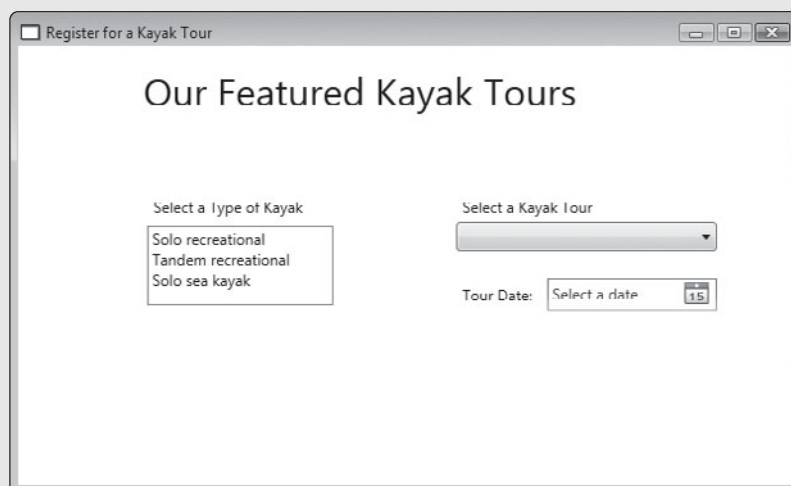 Register for a Kayak Tour
Our Featured Kayak Tours
Select a Type of Kayak
Solo recreational
Tandem recreational
Solo sea kayak
Select a Kayak Tour
Tour Date:
Select a date
15